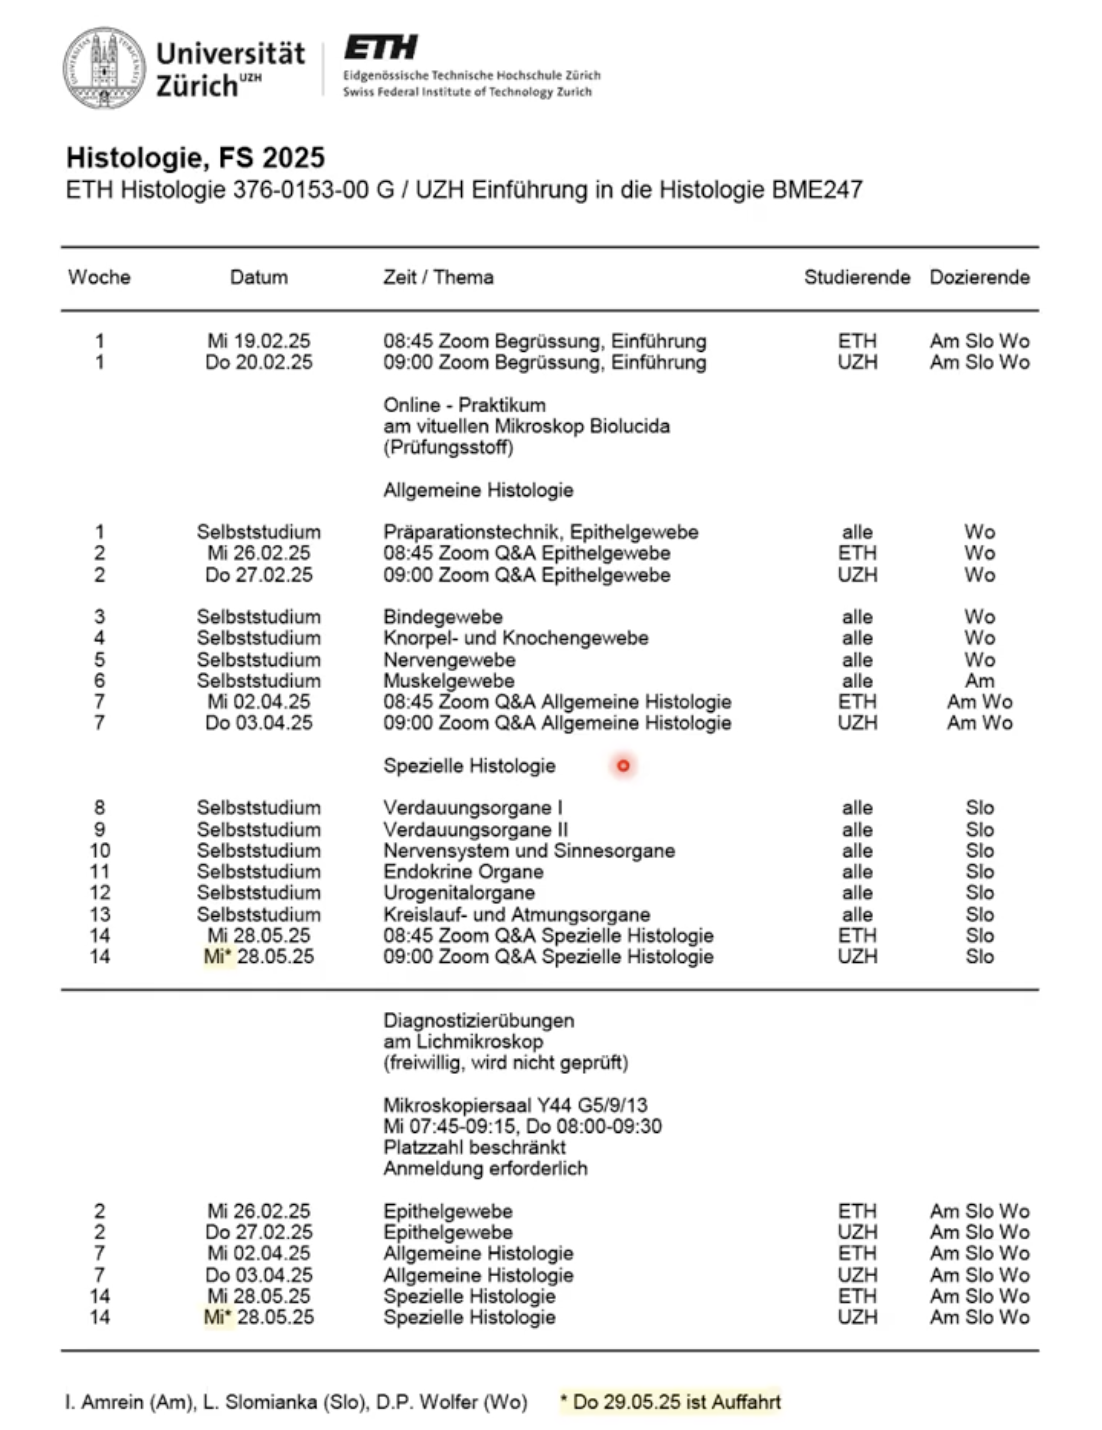 Universität
Zürich UZH
ETH
Eidgenössische Technische Hochschule Zürich
Swiss Federal Institute of Technology Zurich
Histologie, FS 2025
ETH Histologie 376-0153-00 G / UZH Einführung in die Histologie BME247
Woche Datum Zeit / Thema Studierende Dozierende
1 Mi 19.02.25 08:45 Zoom Begrüssung, Einführung ETH Am Slo Wo
1 Do 20.02.25 09:00 Zoom Begrüssung, Einführung UZH Am Slo Wo
Online - Praktikum
am vituellen Mikroskop Biolucida
(Prüfungsstoff)
Allgemeine Histologie
1 Selbststudium Präparationstechnik, Epithelgewebe alle Wo
2 Mi 26.02.25 08:45 Zoom Q&A Epithelgewebe ETH Wo
2 Do 27.02.25 09:00 Zoom Q&A Epithelgewebe UZH Wo
3 Selbststudium Bindegewebe alle Wo
4 Selbststudium Knorpel- und Knochengewebe alle Wo
5 Selbststudium Nervengewebe alle Wo
6 Selbststudium Muskelgewebe alle Am
7 Mi 02.04.25 08:45 Zoom Q&A Allgemeine Histologie ETH Am Wo
7 Do 03.04.25 09:00 Zoom Q&A Allgemeine Histologie UZH Am Wo
Spezielle Histologie
8 Selbststudium Verdauungsorgane I alle Slo
9 Selbststudium Verdauungsorgane II alle Slo
10 Selbststudium Nervensystem und Sinnesorgane alle Slo
11 Selbststudium Endokrine Organe alle Slo
12 Selbststudium Urogenitalorgane alle Slo
13 Selbststudium Kreislauf- und Atmungsorgane alle Slo
14 Mi 28.05.25 08:45 Zoom Q&A Spezielle Histologie ETH Slo
14 Mi* 28.05.25 09:00 Zoom Q&A Spezielle Histologie UZH Slo
Diagnostizierübungen
am Lichmikroskop
(freiwillig, wird nicht geprüft)
Mikroskopiersaal Y44 G5/9/13
Mi 07:45-09:15, Do 08:00-09:30
Platzzahl beschränkt
Anmeldung erforderlich
2 Mi 26.02.25 Epithelgewebe ETH Am Slo Wo
2 Do 27.02.25 Epithelgewebe UZH Am Slo Wo
7 Mi 02.04.25 Allgemeine Histologie ETH Am Slo Wo
7 Do 03.04.25 Allgemeine Histologie UZH Am Slo Wo
14 Mi 28.05.25 Spezielle Histologie ETH Am Slo Wo
14 Mi* 28.05.25 Spezielle Histologie UZH Am Slo Wo
I. Amrein (Am), L. Slomianka (Slo), D.P. Wolfer (Wo) * Do 29.05.25 ist Auffahrt